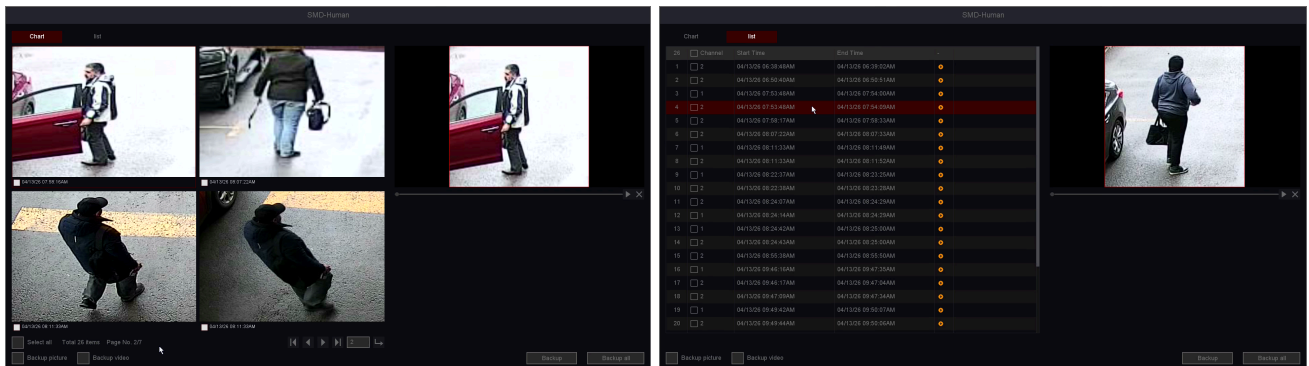 SMD-Human
Chart list
04/13/26 07:58:16AM 04/13/26 08:07:22AM
04/13/26 08:11:33AM 04/13/26 08:11:33AM
Select all Total 26 Items Page No. 2/7 2
Backup picture Backup video Backup Backup all
SMD-Human
Chart list
26 Channel Start Time End Time -
1 2 04/13/26 06:38:48AM 04/13/26 06:39:02AM
2 2 04/13/26 06:50:40AM 04/13/26 06:50:51AM
3 1 04/13/26 07:53:48AM 04/13/26 07:54:00AM
4 2 04/13/26 07:53:48AM 04/13/26 07:54:09AM
5 2 04/13/26 07:58:17AM 04/13/26 07:58:33AM
6 2 04/13/26 08:07:22AM 04/13/26 08:07:33AM
7 1 04/13/26 08:11:33AM 04/13/26 08:11:49AM
8 2 04/13/26 08:11:33AM 04/13/26 08:11:52AM
9 1 04/13/26 08:22:37AM 04/13/26 08:23:25AM
10 2 04/13/26 08:22:38AM 04/13/26 08:23:28AM
11 2 04/13/26 08:24:07AM 04/13/26 08:24:29AM
12 1 04/13/26 08:24:14AM 04/13/26 08:24:29AM
13 1 04/13/26 08:24:42AM 04/13/26 08:25:00AM
14 2 04/13/26 08:24:43AM 04/13/26 08:25:00AM
15 2 04/13/26 08:55:38AM 04/13/26 08:55:50AM
16 1 04/13/26 09:46:16AM 04/13/26 09:47:35AM
17 2 04/13/26 09:46:17AM 04/13/26 09:47:04AM
18 2 04/13/26 09:47:09AM 04/13/26 09:47:34AM
19 1 04/13/26 09:49:42AM 04/13/26 09:50:07AM
20 2 04/13/26 09:49:44AM 04/13/26 09:50:06AM
Backup picture Backup video Backup Backup all